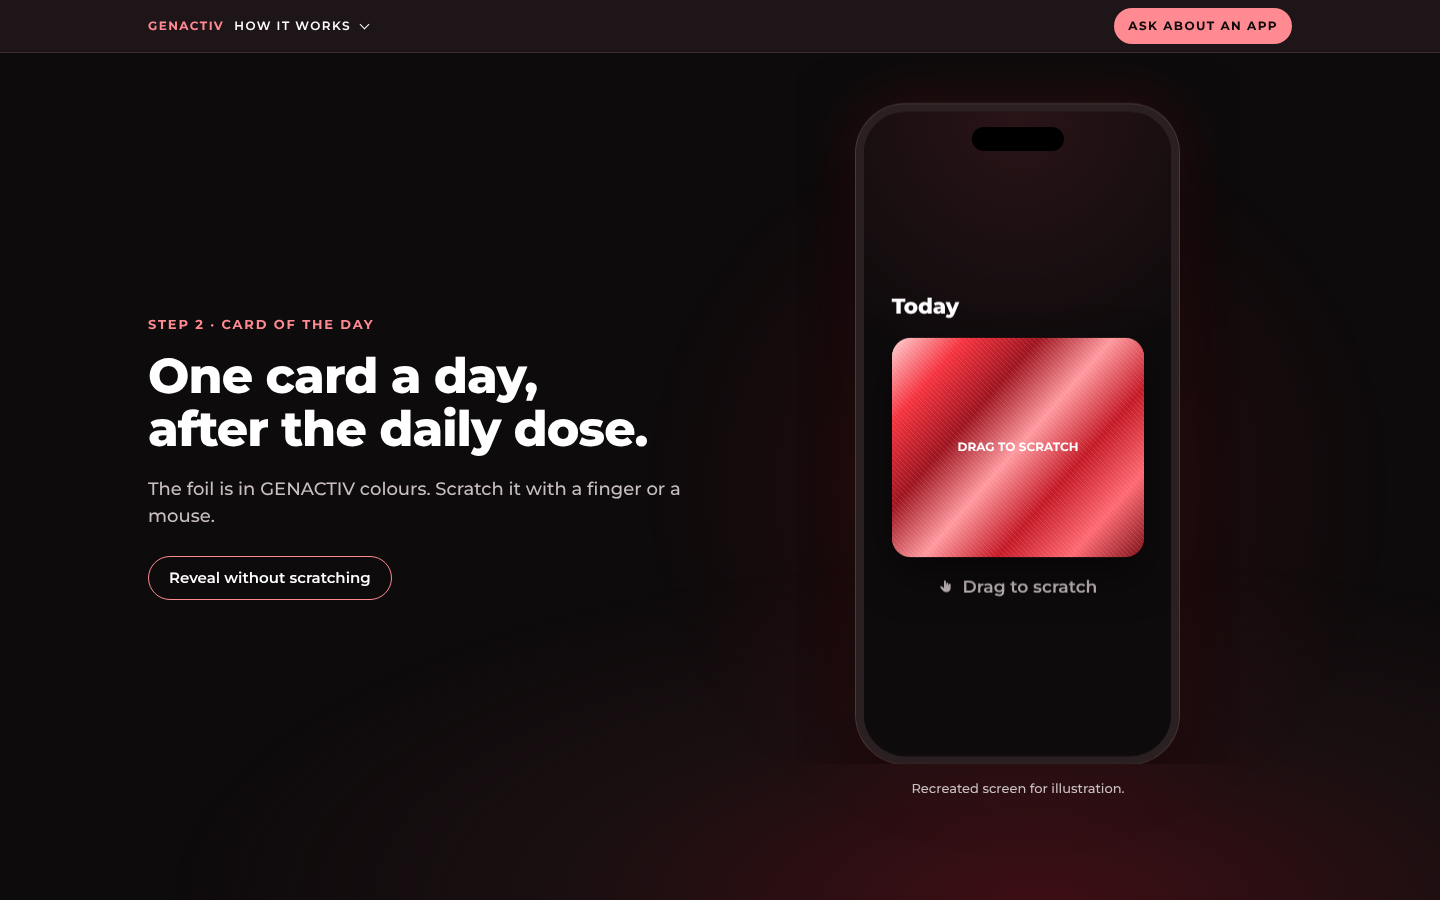 GENACTIV HOW IT WORKS
ASK ABOUT AN APP
STEP 2 · CARD OF THE DAY
One card a day,
after the daily dose.
The foil is in GENACTIV colours. Scratch it with a finger or a
mouse.
Reveal without scratching
Today
DRAG TO SCRATCH
Drag to scratch
Recreated screen for illustration.